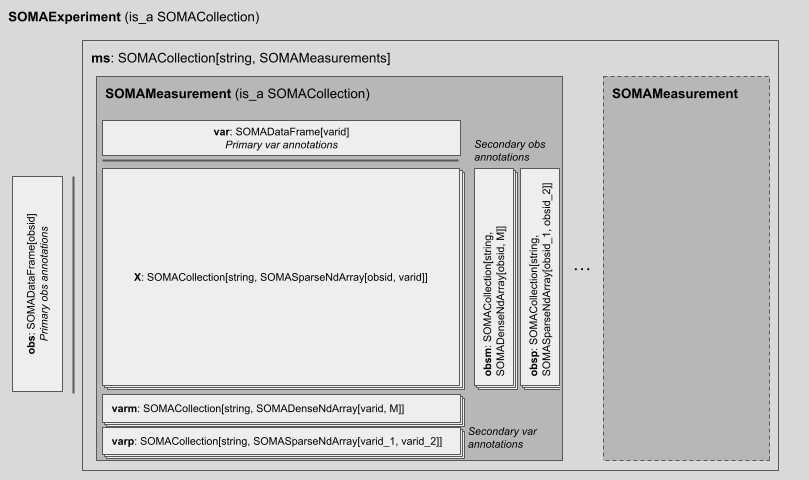 SOMAExperiment (is_a SOMACollection)
ms: SOMACollection[string, SOMAMeasurements]
SOMAMeasurement (is_a SOMACollection)
SOMAMeasurement
var: SOMADataFrame[varid]
Primary var annotations
Secondary obs
annotations
obs: SOMADataFrame[obsid]
Primary obs annotations
X: SOMACollection[string, SOMASparseNdArray[obsid, varid]]
obsm: SOMACollection[string,
SOMADenseNdArray[obsid, M]]
obsp: SOMACollection[string,
SOMASparseNdArray[obsid_1, obsid_2]]
...
varm: SOMACollection[string, SOMADenseNdArray[varid, M]]
varp: SOMACollection[string, SOMASparseNdArray[varid_1, varid_2]]
Secondary var
annotations